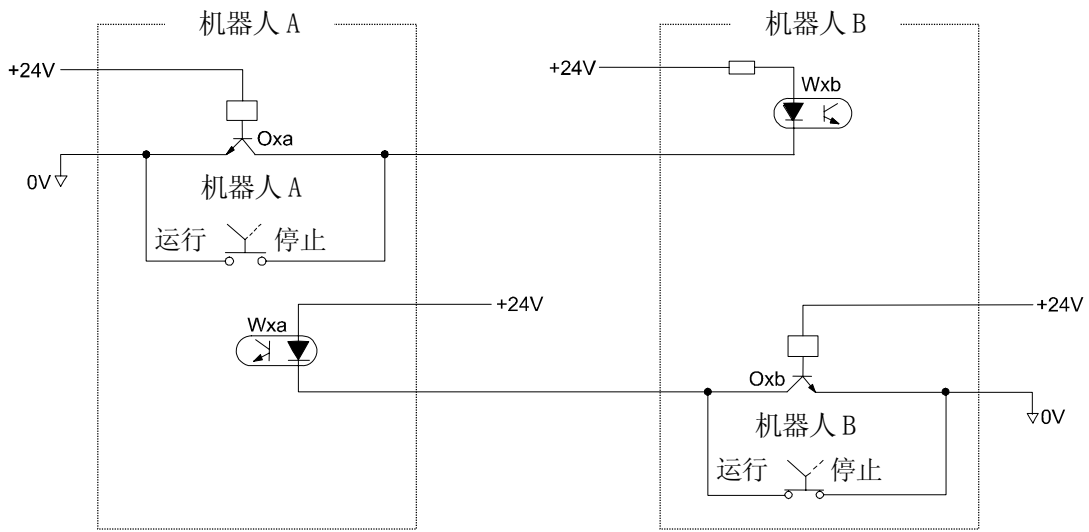 机器人 A
机器人 B
+24V
+24V
Wxb
Oxa
0V
机器人 A
运行 停止
+24V
+24V
Wxa
Oxb
0V
机器人 B
运行 停止